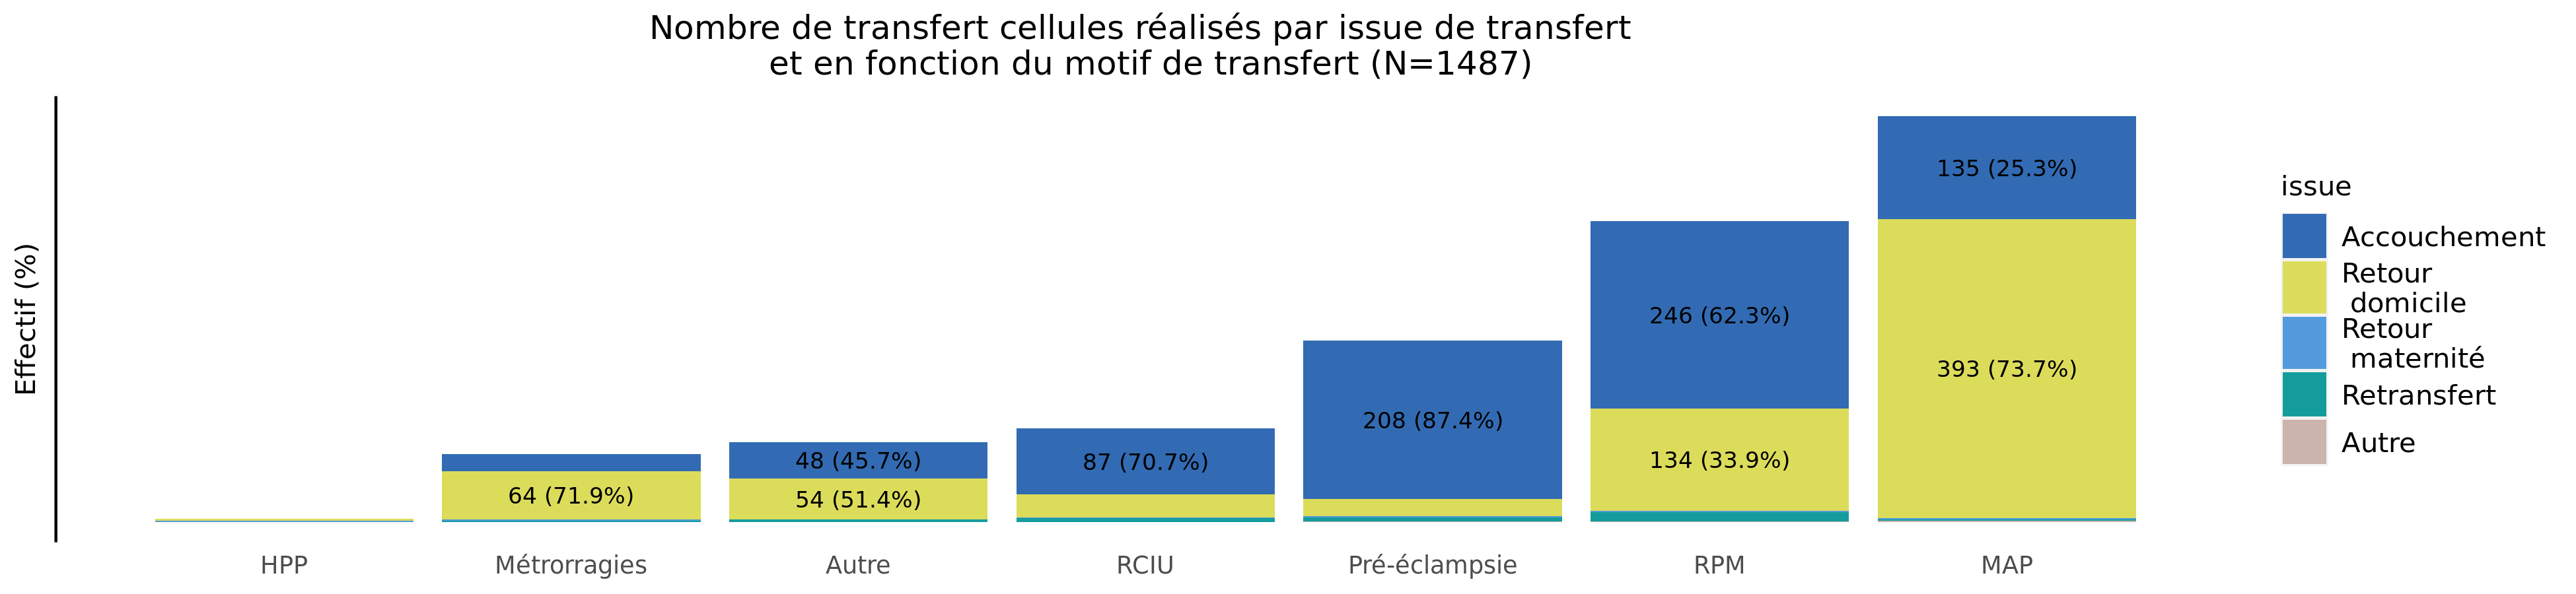 Nombre de transfert cellules réalisés par issue de transfert
et en fonction du motif de transfert (N=1487)
Effectif (%)
64 (71.9%)
48 (45.7%)
54 (51.4%)
87 (70.7%)
208 (87.4%)
246 (62.3%)
134 (33.9%)
135 (25.3%)
393 (73.7%)
HPP
Métrorragies
Autre
RCIU
Pré-éclampsie
RPM
MAP
issue
Accouchement
Retour
domicile
Retour
maternité
Retransfert
Autre